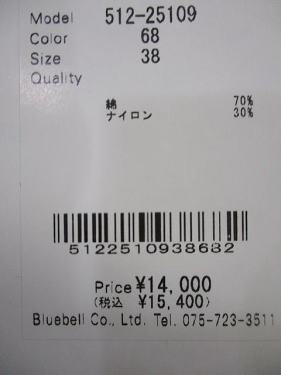 Model 512-25109
Color 68
Size 38
Quality
綿 70%
ナイロン 30%
5122510938682
Price ¥14,000
(税込 ¥15,400)
Bluebell Co., Ltd. Tel. 075-723-3511